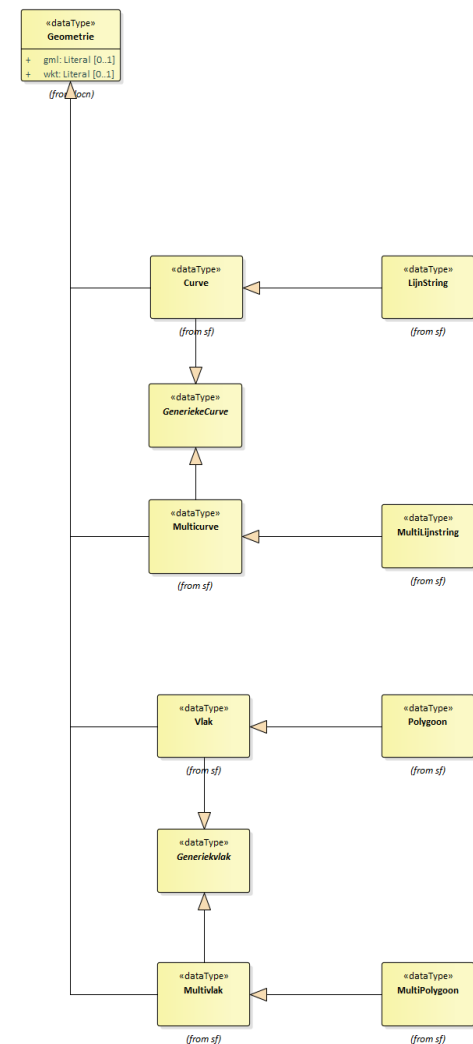 «dataType»
Geometrie
+ gml: Literal [0..1]
+ wkt: Literal [0..1]
(from locn)
«dataType»
Curve
(from sf)
«dataType»
LijnString
(from sf)
«dataType»
GeneriekeCurve
«dataType»
Multicurve
(from sf)
«dataType»
MultiLijnstring
(from sf)
«dataType»
Vlak
(from sf)
«dataType»
Polygoon
(from sf)
«dataType»
Generiekvlak
«dataType»
Multivlak
(from sf)
«dataType»
MultiPolygoon
(from sf)